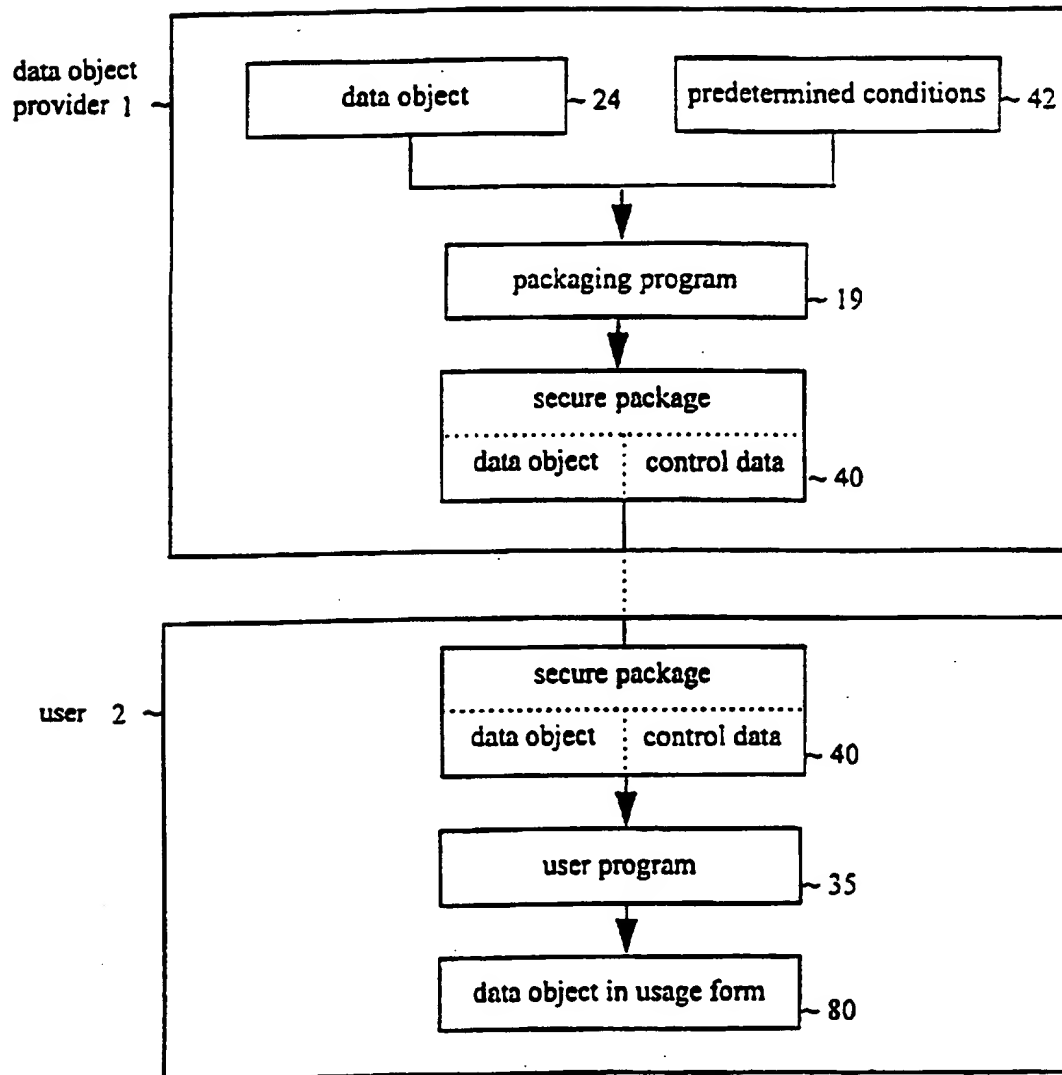 data object
provider 1
data object
~ 24
predetermined conditions
~ 42
packaging program
~ 19
secure package
data object
control data
~ 40
user 2
secure package
data object
control data
~ 40
user program
~ 35
data object in usage form
~ 80